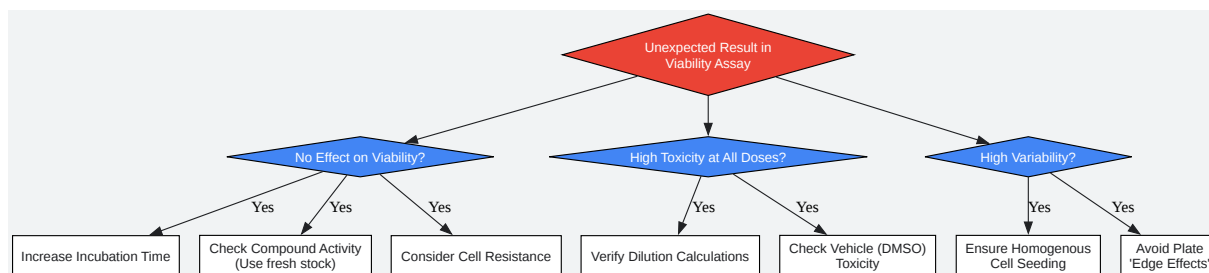 Unexpected Result in
Viability Assay
No Effect on Viability?
High Toxicity at All Doses?
High Variability?
Yes
Yes
Yes
Yes
Yes
Yes
Yes
Increase Incubation Time
Check Compound Activity
(Use fresh stock)
Consider Cell Resistance
Verify Dilution Calculations
Check Vehicle (DMSO)
Toxicity
Ensure Homogenous
Cell Seeding
Avoid Plate
'Edge Effects'